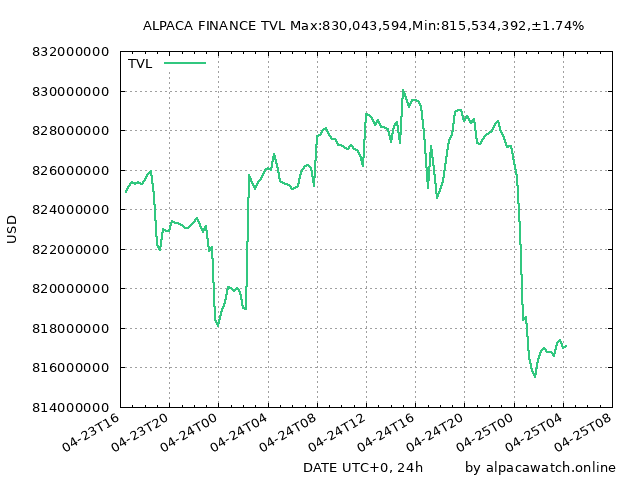 ALPACA FINANCE TVL Max:830,043,594,Min:815,534,392,±1.74%
832000000
TVL
830000000
828000000
826000000
824000000
822000000
820000000
818000000
816000000
814000000
USD
04-23T16
04-23T20
04-24T00
04-24T04
04-24T08
04-24T12
04-24T16
04-24T20
04-25T00
04-25T04
04-25T08
DATE UTC+0, 24h
by alpacawatch.online